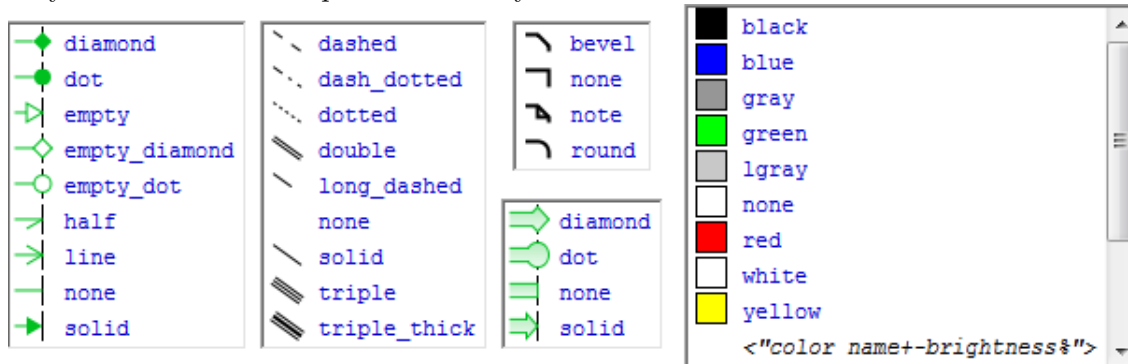 diamond
dot
empty
empty_diamond
empty_dot
half
line
none
solid
dashed
dash_dotted
dotted
double
long_dashed
none
solid
triple
triple_thick
bevel
none
note
round
diamond
dot
none
solid
black
blue
gray
green
lgray
none
red
white
yellow
<"color name+-brightness%">